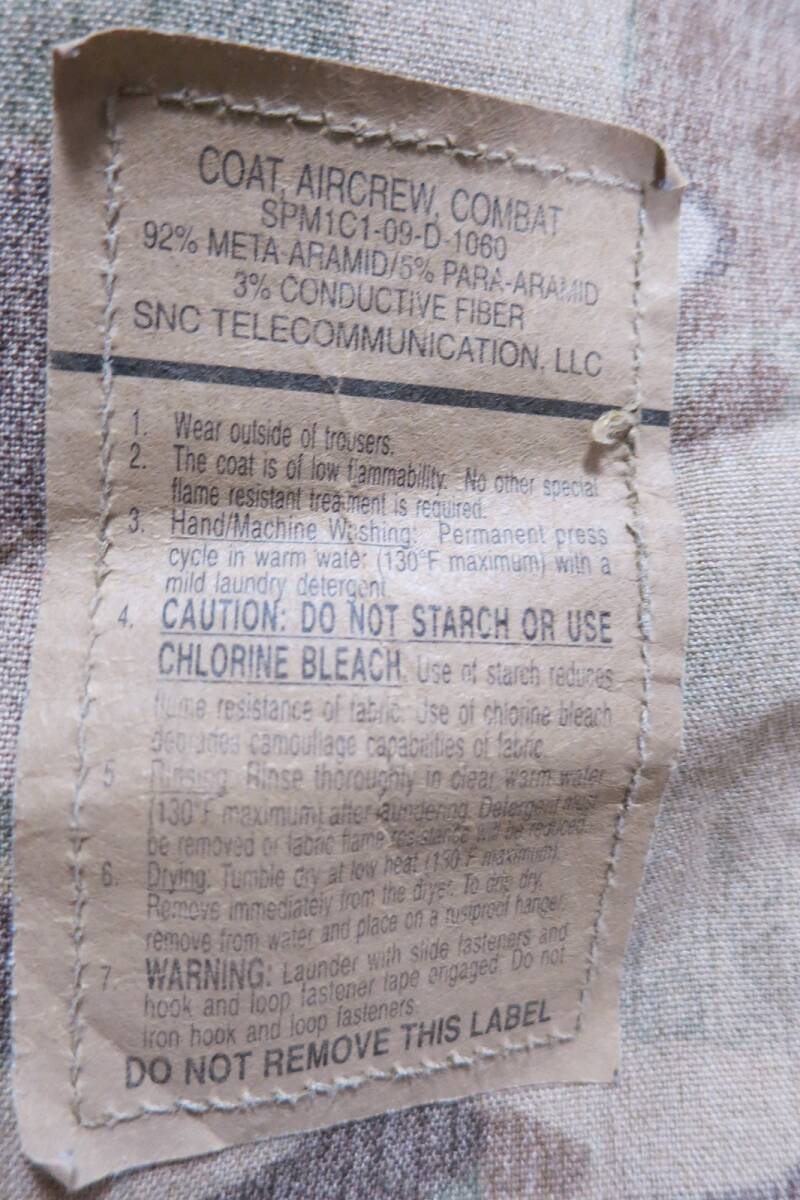 COAT, AIRCREW, COMBAT
SPM1C1-09-D-1060
92% META-ARAMID/5% PARA-ARAMID
3% CONDUCTIVE FIBER
SNC TELECOMMUNICATION, LLC
1. Wear outside of trousers.
2. The coat is of low flammability. No other special
flame resistant treatment is required.
3. Hand/Machine Washing: Permanent press
cycle in warm water (130°F maximum) with a
mild laundry detergent.
4. CAUTION: DO NOT STARCH OR USE
CHLORINE BLEACH. Use of starch reduces
flame resistance of fabric. Use of chlorine bleach
degrades camouflage capabilities of fabric.
5 Rinsing: Rinse thoroughly in clear warm water
(130°F maximum) after laundering. Detergent must
be removed or fabric flame resistance will be reduced.
6. Drying: Tumble dry at low heat (130°F maximum).
Remove immediately from the dryer. To drip dry,
remove from water and place on a rustproof hanger.
7. WARNING: Launder with slide fasteners and
hook and loop fastener tape engaged. Do not
iron hook and loop fasteners.
DO NOT REMOVE THIS LABEL